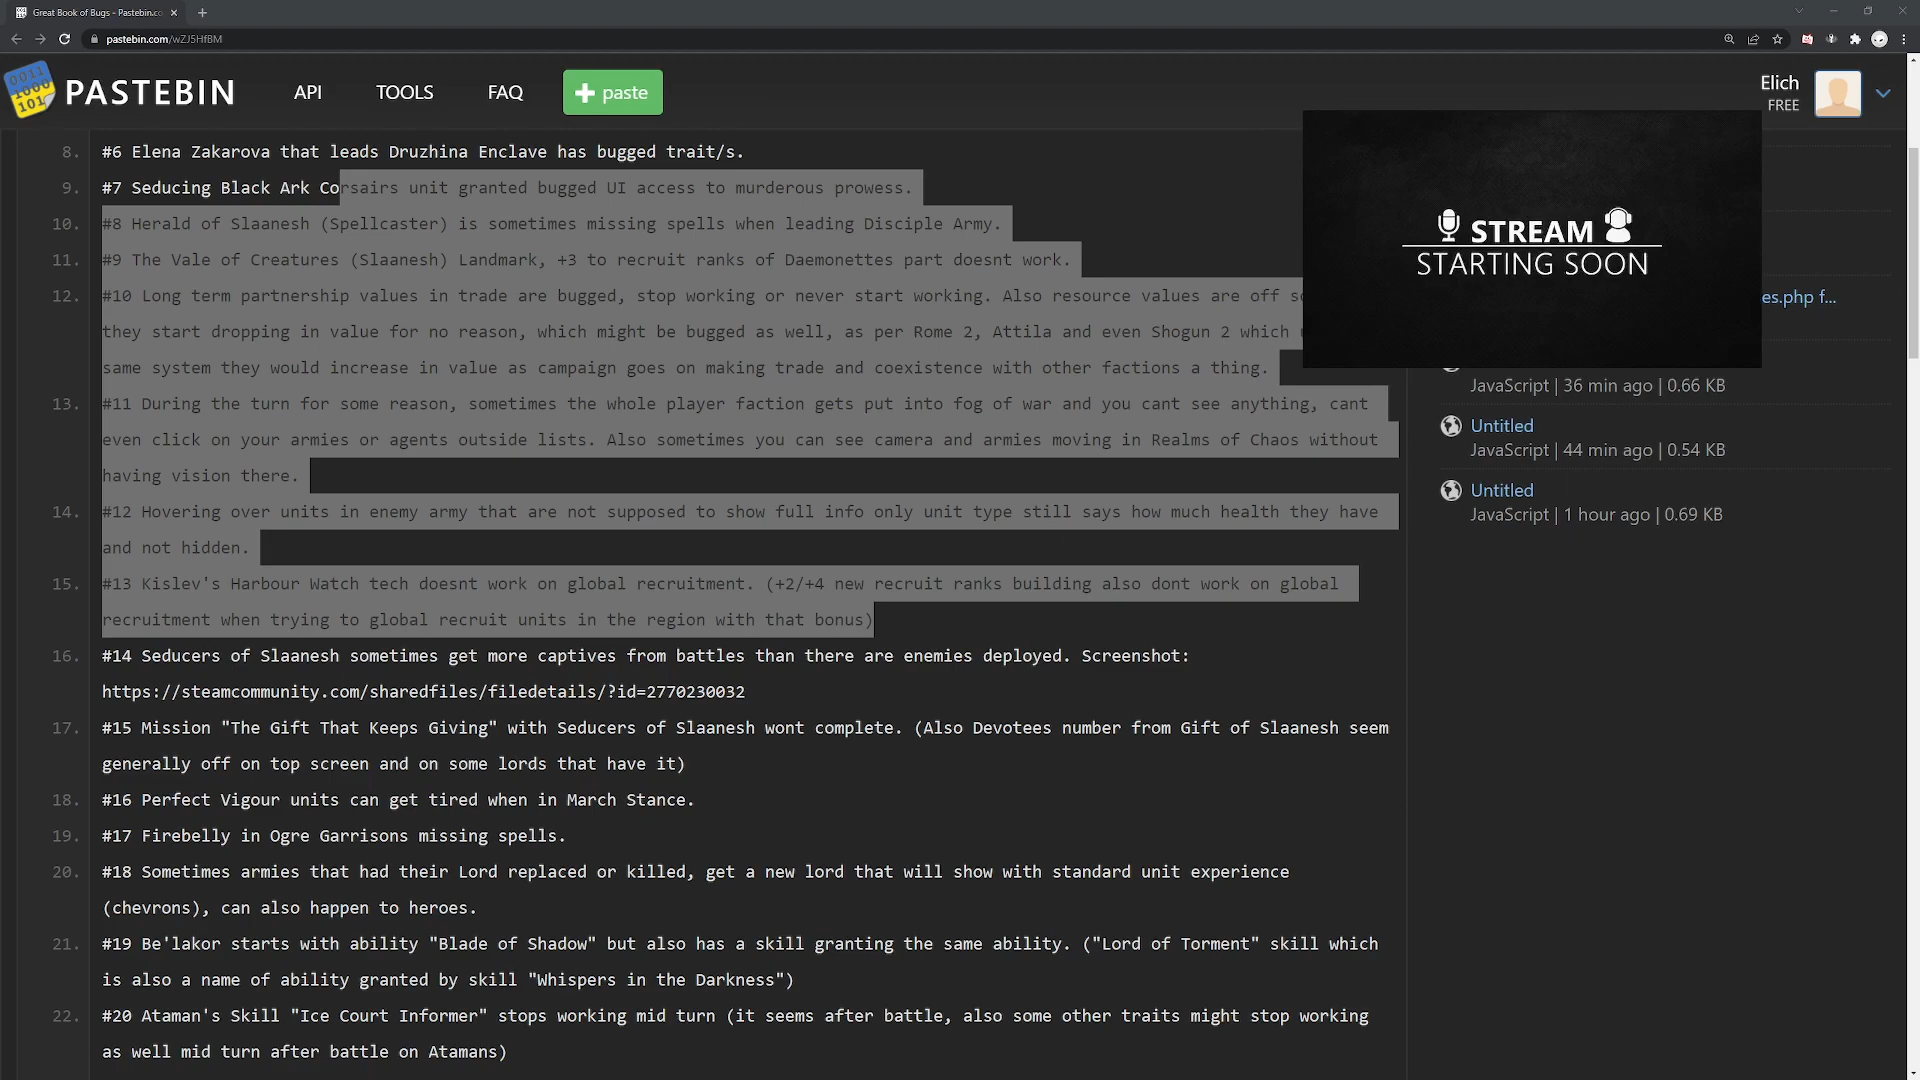 Great Book of Bugs - Pastebin.co
pastebin.com/wZJ5HfBM
PASTEBIN
API
TOOLS
FAQ
paste
Elich
FREE
8. #6 Elena Zakarova that leads Druzhina Enclave has bugged trait/s.
9. #7 Seducing Black Ark Corsairs unit granted bugged UI access to murderous prowess.
10. #8 Herald of Slaanesh (Spellcaster) is sometimes missing spells when leading Disciple Army.
11. #9 The Vale of Creatures (Slaanesh) Landmark, +3 to recruit ranks of Daemonettes part doesnt work.
12. #10 Long term partnership values in trade are bugged, stop working or never start working. Also resource values are off
they start dropping in value for no reason, which might be bugged as well, as per Rome 2, Attila and even Shogun 2 which
same system they would increase in value as campaign goes on making trade and coexistence with other factions a thing.
13. #11 During the turn for some reason, sometimes the whole player faction gets put into fog of war and you cant see anything, cant
even click on your armies or agents outside lists. Also sometimes you can see camera and armies moving in Realms of Chaos without
having vision there.
14. #12 Hovering over units in enemy army that are not supposed to show full info only unit type still says how much health they have
and not hidden.
15. #13 Kislev's Harbour Watch tech doesnt work on global recruitment. (+2/+4 new recruit ranks building also dont work on global
recruitment when trying to global recruit units in the region with that bonus)
16. #14 Seducers of Slaanesh sometimes get more captives from battles than there are enemies deployed. Screenshot:
https://steamcommunity.com/sharedfiles/filedetails/?id=2770230032
17. #15 Mission "The Gift That Keeps Giving" with Seducers of Slaanesh wont complete. (Also Devotees number from Gift of Slaanesh seem
generally off on top screen and on some lords that have it)
18. #16 Perfect Vigour units can get tired when in March Stance.
19. #17 Firebelly in Ogre Garrisons missing spells.
20. #18 Sometimes armies that had their Lord replaced or killed, get a new lord that will show with standard unit experience
(chevrons), can also happen to heroes.
21. #19 Be'lakor starts with ability "Blade of Shadow" but also has a skill granting the same ability. ("Lord of Torment" skill which
is also a name of ability granted by skill "Whispers in the Darkness")
22. #20 Ataman's Skill "Ice Court Informer" stops working mid turn (it seems after battle, also some other traits might stop working
as well mid turn after battle on Atamans)
STREAM
STARTING SOON
es.php f...
JavaScript | 36 min ago | 0.66 KB
Untitled
JavaScript | 44 min ago | 0.54 KB
Untitled
JavaScript | 1 hour ago | 0.69 KB